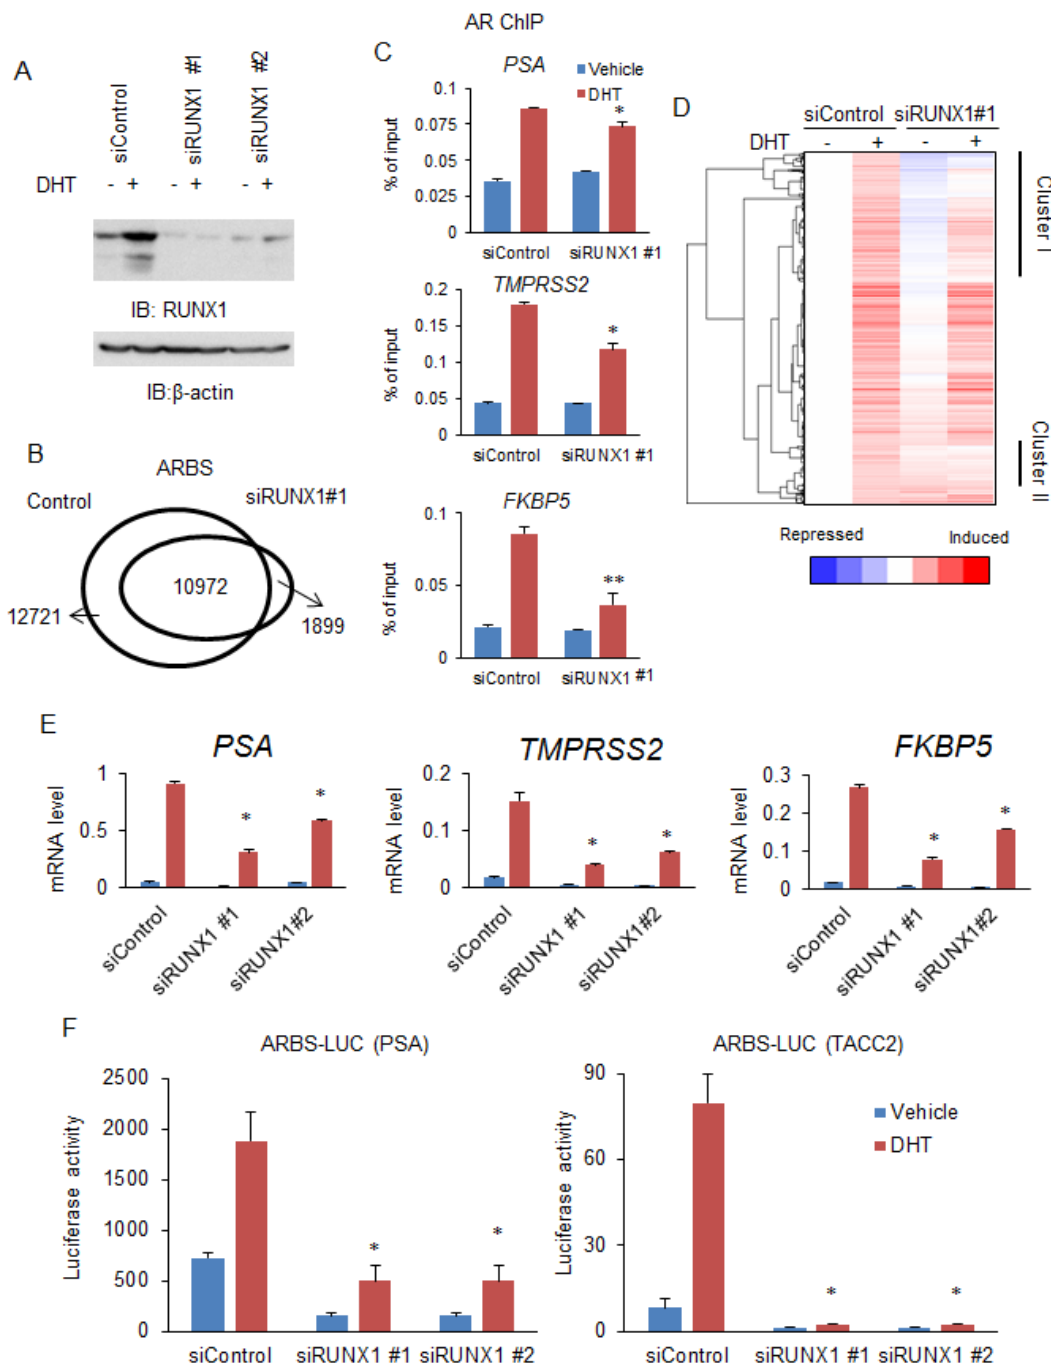 AR ChIP
A
siControl
siRUNX1 #1
siRUNX1 #2
DHT - + - + - +
IB: RUNX1
IB:β-actin
B
ARBS
Control
siRUNX1#1
10972
12721
1899
C
PSA
Vehicle
DHT
% of input
0.1
0.075
0.05
0.025
0
*
siControl
siRUNX1 #1
TMPRSS2
% of input
0.2
0.15
0.1
0.05
0
*
siControl
siRUNX1 #1
FKBP5
% of input
0.1
0.05
0
**
siControl
siRUNX1 #1
D
siControl siRUNX1#1
DHT - + - +
Cluster I
Cluster II
Repressed
Induced
E
PSA
mRNA level
1
0.5
0
*
*
siControl
siRUNX1 #1
siRUNX1#2
TMPRSS2
mRNA level
0.2
0.1
0
*
*
siControl
siRUNX1 #1
siRUNX1#2
FKBP5
mRNA level
0.3
0.2
0.1
0
*
*
siControl
siRUNX1 #1
siRUNX1#2
F
ARBS-LUC (PSA)
Luciferase activity
2500
2000
1500
1000
500
0
*
*
siControl
siRUNX1 #1
siRUNX1 #2
ARBS-LUC (TACC2)
Luciferase activity
90
60
30
0
Vehicle
DHT
*
*
siControl
siRUNX1 #1
siRUNX1 #2